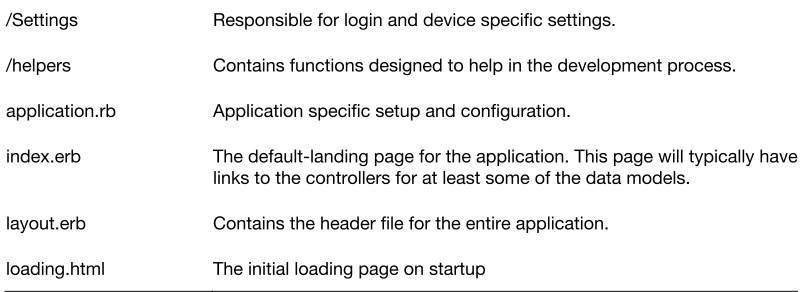 /Settings Responsible for login and device specific settings.
/helpers Contains functions designed to help in the development process.
application.rb Application specific setup and configuration.
index.erb The default-landing page for the application. This page will typically have
links to the controllers for at least some of the data models.
layout.erb Contains the header file for the entire application.
loading.html The initial loading page on startup